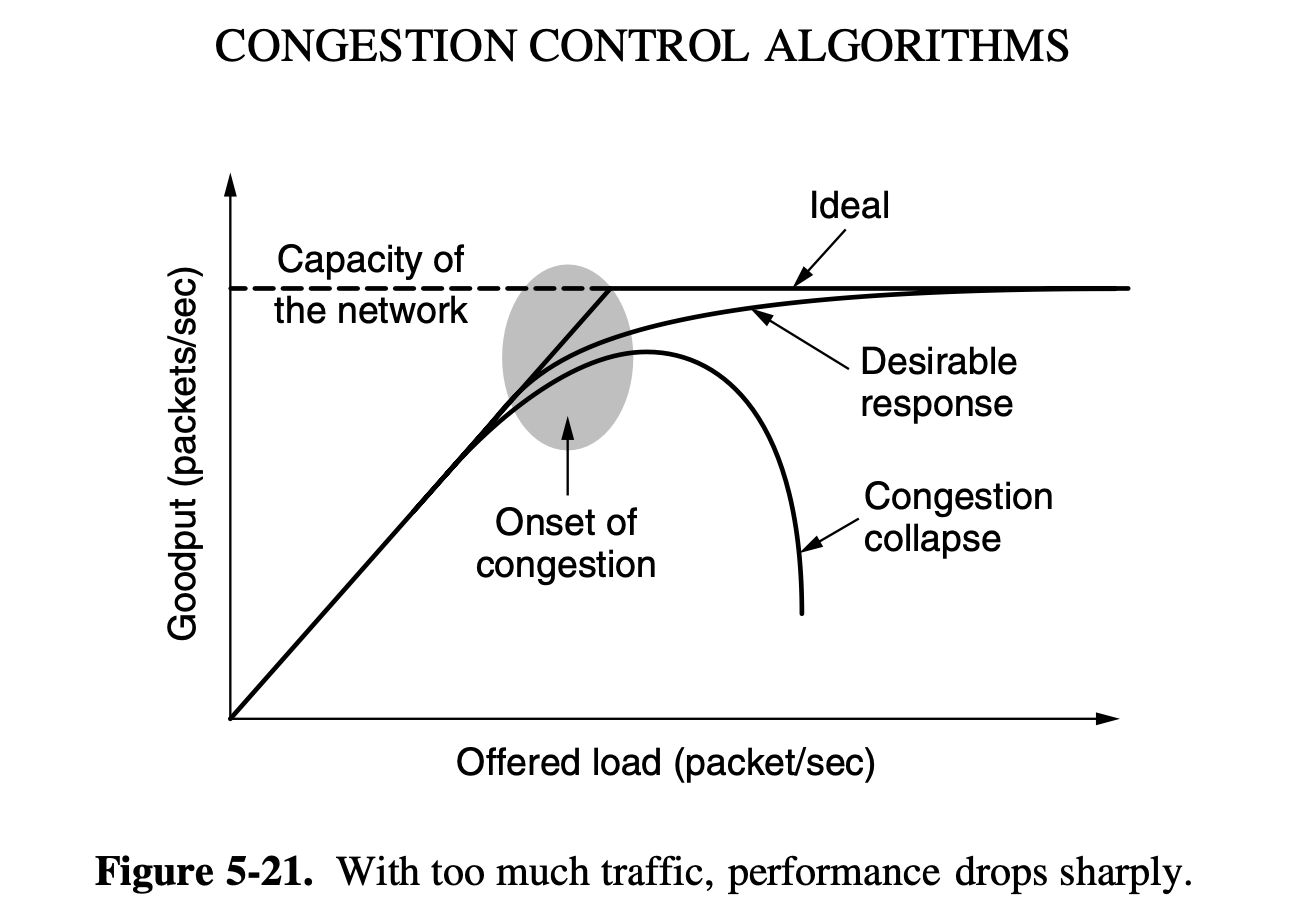 CONGESTION CONTROL ALGORITHMS
Ideal
Capacity of
the network
Goodput (packets/sec)
Desirable
response
Congestion
collapse
Onset of
congestion
Offered load (packet/sec)
Figure 5-21. With too much traffic, performance drops sharply.